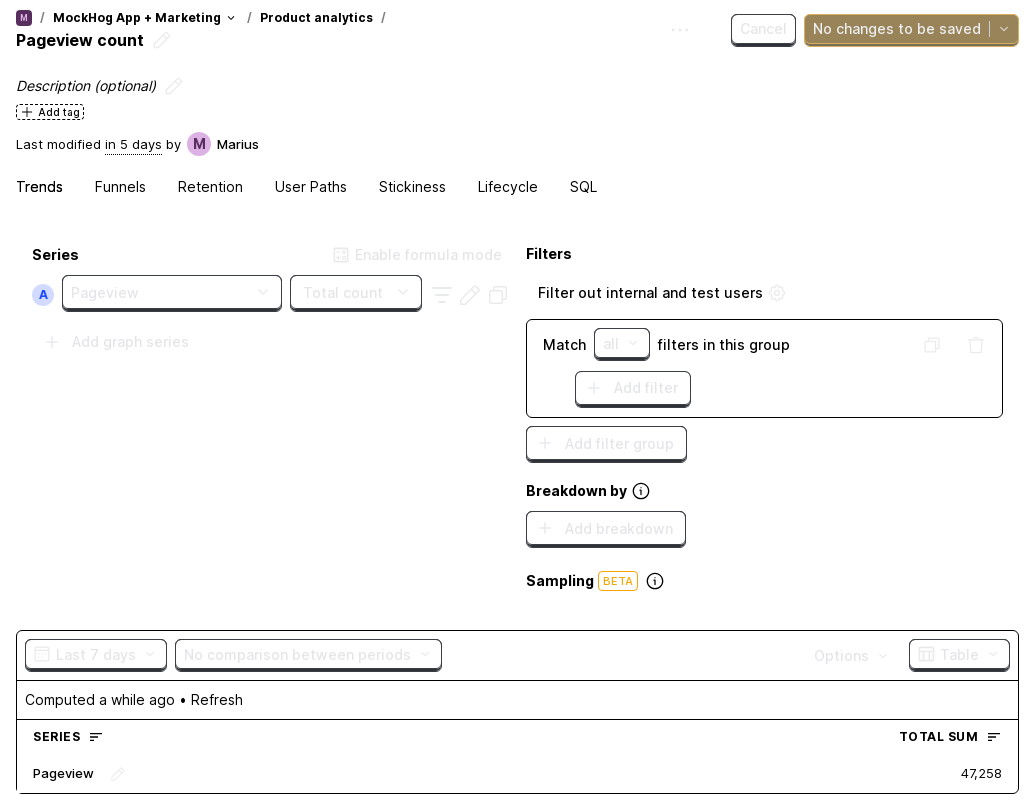 M / MockHog App + Marketing / Product analytics /
Pageview count
Cancel
No changes to be saved
Description (optional)
Add tag
Last modified in 5 days by M Marius
Trends Funnels Retention User Paths Stickiness Lifecycle SQL
Series
Enable formula mode
A Pageview Total count
Add graph series
Filters
Filter out internal and test users
Match all filters in this group
Add filter
Add filter group
Breakdown by
Add breakdown
Sampling BETA
Last 7 days No comparison between periods Options Table
Computed a while ago • Refresh
SERIES TOTAL SUM
Pageview 47,258